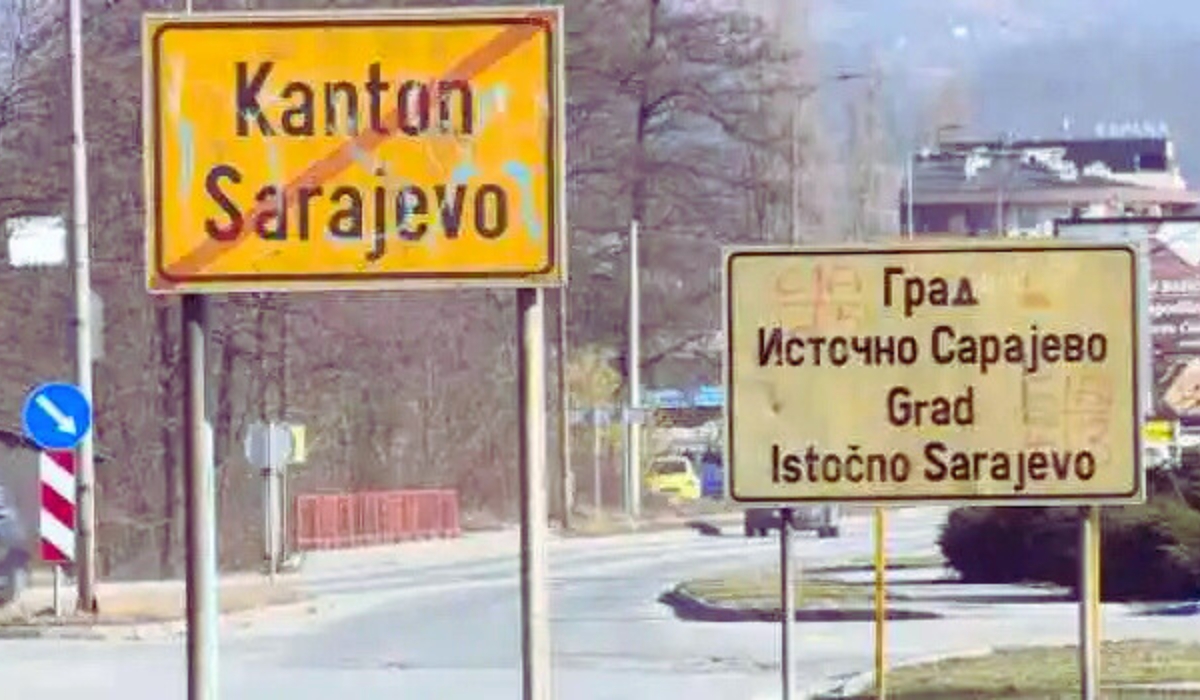 Kanton
Sarajevo
Град
Источно Сарајево
Grad
Istočno Sarajevo